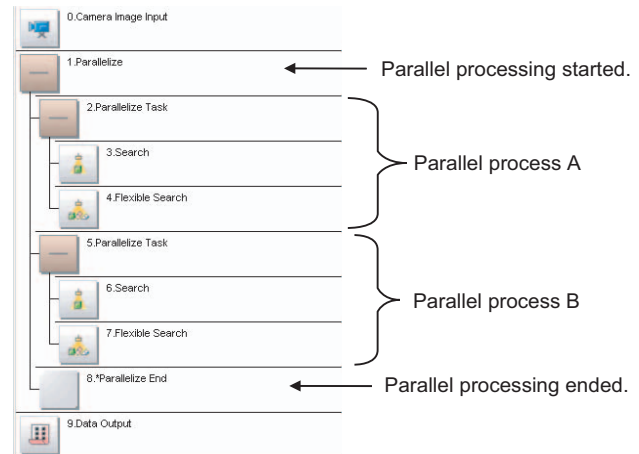 0.Camera Image Input
1.Parallelize
Parallel processing started.
2.Parallelize Task
3.Search
4.Flexible Search
Parallel process A
5.Parallelize Task
6.Search
7.Flexible Search
Parallel process B
8.*Parallelize End
Parallel processing ended.
9.Data Output